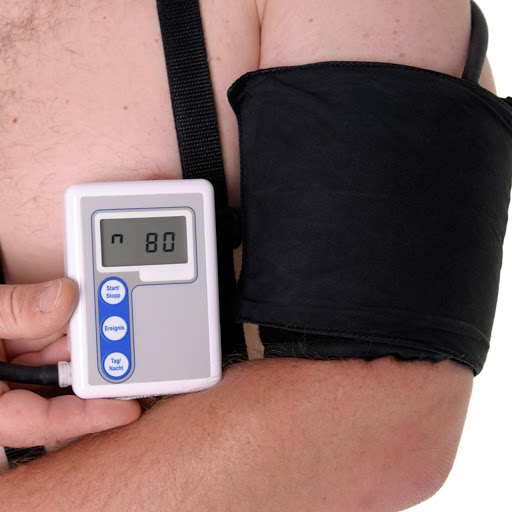 n 80
Start/
Stopp
Ereignis
Tag/
Nacht